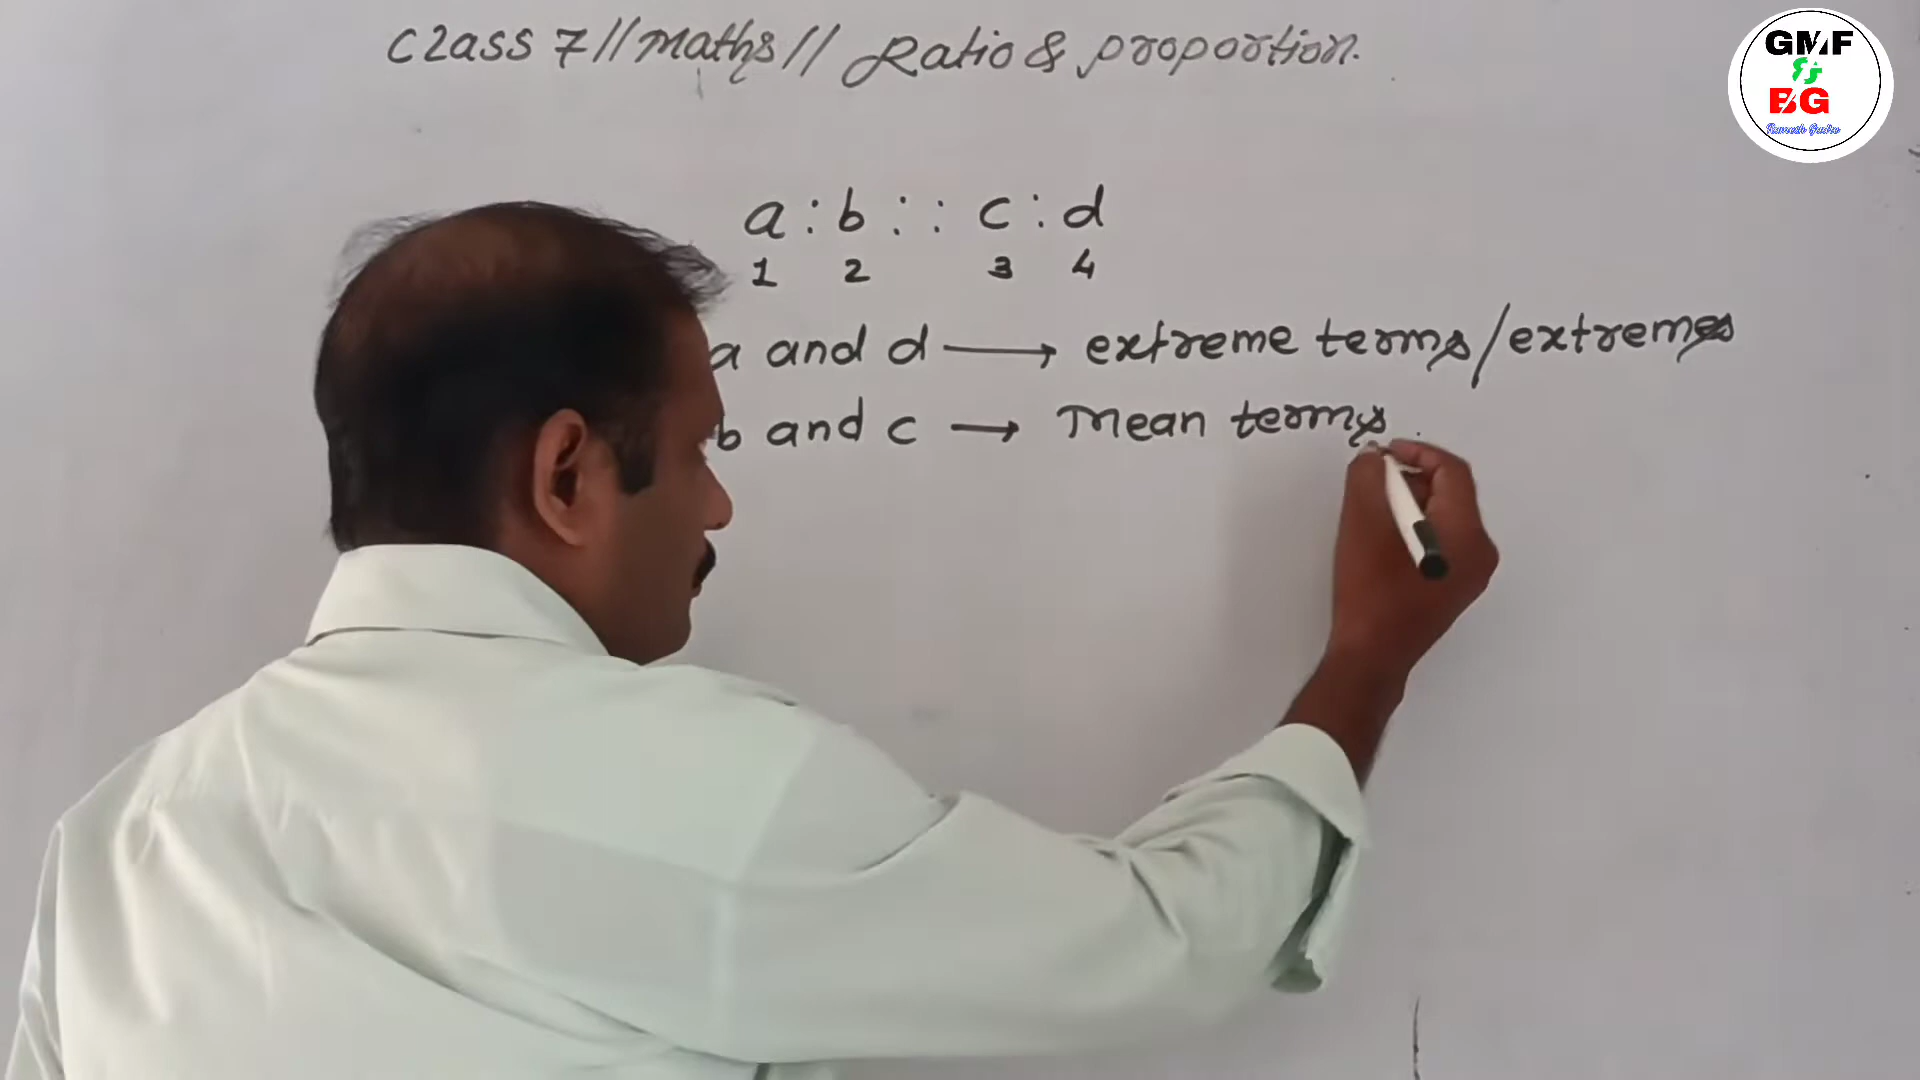 Class 7//Maths// Ratio & proportion.
GMF
BG
a : b : : c : d
1 2 3 4
a and d → extreme terms/extremes
b and c → Mean terms